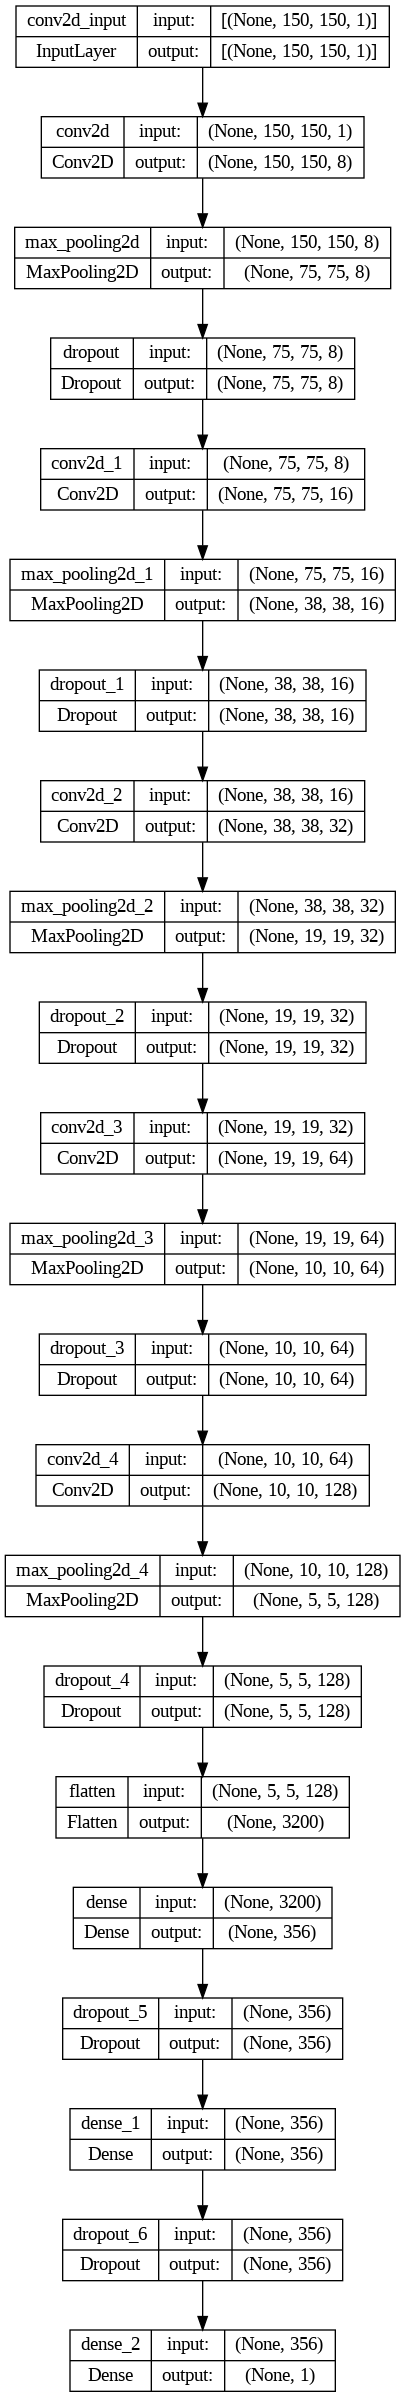 conv2d_input input: [(None, 150, 150, 1)]
InputLayer output: [(None, 150, 150, 1)]
conv2d input: (None, 150, 150, 1)
Conv2D output: (None, 150, 150, 8)
max_pooling2d input: (None, 150, 150, 8)
MaxPooling2D output: (None, 75, 75, 8)
dropout input: (None, 75, 75, 8)
Dropout output: (None, 75, 75, 8)
conv2d_1 input: (None, 75, 75, 8)
Conv2D output: (None, 75, 75, 16)
max_pooling2d_1 input: (None, 75, 75, 16)
MaxPooling2D output: (None, 38, 38, 16)
dropout_1 input: (None, 38, 38, 16)
Dropout output: (None, 38, 38, 16)
conv2d_2 input: (None, 38, 38, 16)
Conv2D output: (None, 38, 38, 32)
max_pooling2d_2 input: (None, 38, 38, 32)
MaxPooling2D output: (None, 19, 19, 32)
dropout_2 input: (None, 19, 19, 32)
Dropout output: (None, 19, 19, 32)
conv2d_3 input: (None, 19, 19, 32)
Conv2D output: (None, 19, 19, 64)
max_pooling2d_3 input: (None, 19, 19, 64)
MaxPooling2D output: (None, 10, 10, 64)
dropout_3 input: (None, 10, 10, 64)
Dropout output: (None, 10, 10, 64)
conv2d_4 input: (None, 10, 10, 64)
Conv2D output: (None, 10, 10, 128)
max_pooling2d_4 input: (None, 10, 10, 128)
MaxPooling2D output: (None, 5, 5, 128)
dropout_4 input: (None, 5, 5, 128)
Dropout output: (None, 5, 5, 128)
flatten input: (None, 5, 5, 128)
Flatten output: (None, 3200)
dense input: (None, 3200)
Dense output: (None, 356)
dropout_5 input: (None, 356)
Dropout output: (None, 356)
dense_1 input: (None, 356)
Dense output: (None, 356)
dropout_6 input: (None, 356)
Dropout output: (None, 356)
dense_2 input: (None, 356)
Dense output: (None, 1)